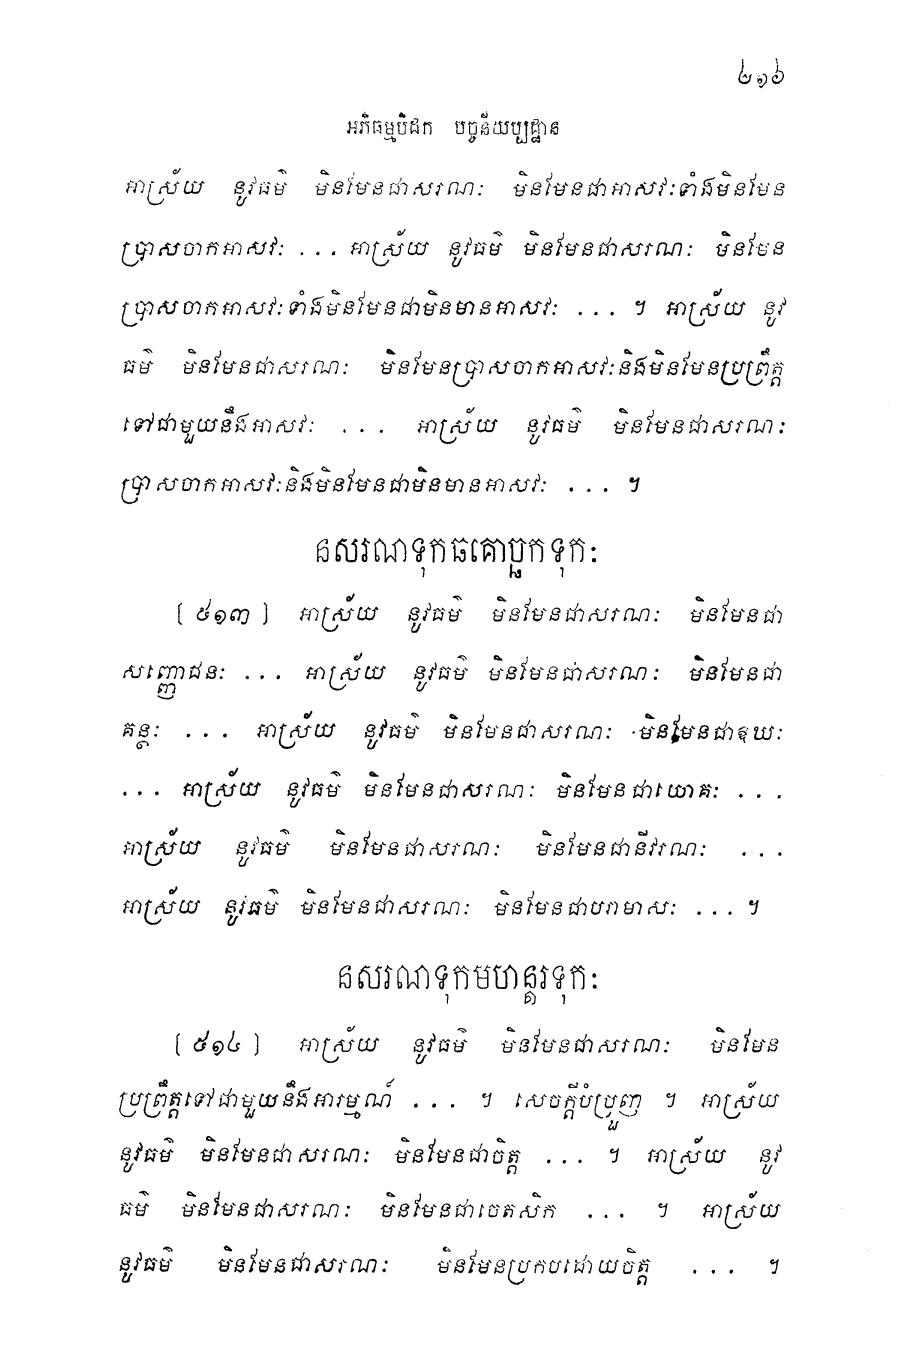 ៤១៦
អភិធម្មបិដក បច្ចនីយប្បដ្ឋាន
អាស្រ័យ នូវធម៌ មិនមែនជាសរណៈ មិនមែនជាអាសវៈទាំងមិនមែន
ប្រាសចាកអាសវៈ ... អាស្រ័យ នូវធម៌ មិនមែនជាសរណៈ មិនមែន
ប្រាសចាកអាសវៈទាំងមិនមែនជាមិនមានអាសវៈ ... ។ អាស្រ័យ នូវ
ធម៌ មិនមែនជាសរណៈ មិនមែនប្រាសចាកអាសវៈនិងមិនមែនប្រព្រឹត្ត
ទៅជាមួយនឹងអាសវៈ ... អាស្រ័យ នូវធម៌ មិនមែនជាសរណៈ
ប្រាសចាកអាសវៈនិងមិនមែនជាមិនមានអាសវៈ ... ។
នសរណទុកធគោច្ឆកទុកៈ
[ ៥១៣ ] អាស្រ័យ នូវធម៌ មិនមែនជាសរណៈ មិនមែនជា
សញ្ញោជនៈ ... អាស្រ័យ នូវធម៌ មិនមែនជាសរណៈ មិនមែនជា
គន្ថៈ ... អាស្រ័យ នូវធម៌ មិនមែនជាសរណៈ មិនមែនជាឱឃៈ
... អាស្រ័យ នូវធម៌ មិនមែនជាសរណៈ មិនមែនជាយោគៈ ...
អាស្រ័យ នូវធម៌ មិនមែនជាសរណៈ មិនមែនជានីវរណៈ ...
អាស្រ័យ នូវធម៌ មិនមែនជាសរណៈ មិនមែនជាបរាមាសៈ ... ។
នសរណទុកមហន្តរទុកៈ
[ ៥១៤ ] អាស្រ័យ នូវធម៌ មិនមែនជាសរណៈ មិនមែន
ប្រព្រឹត្តទៅជាមួយនឹងអារម្មណ៍ ... ។ សេចក្តីបំប្រួញ ។ អាស្រ័យ
នូវធម៌ មិនមែនជាសរណៈ មិនមែនជាចិត្ត ... ។ អាស្រ័យ នូវ
ធម៌ មិនមែនជាសរណៈ មិនមែនជាចេតសិក ... ។ អាស្រ័យ
នូវធម៌ មិនមែនជាសរណៈ មិនមែនប្រកបដោយចិត្ត ... ។